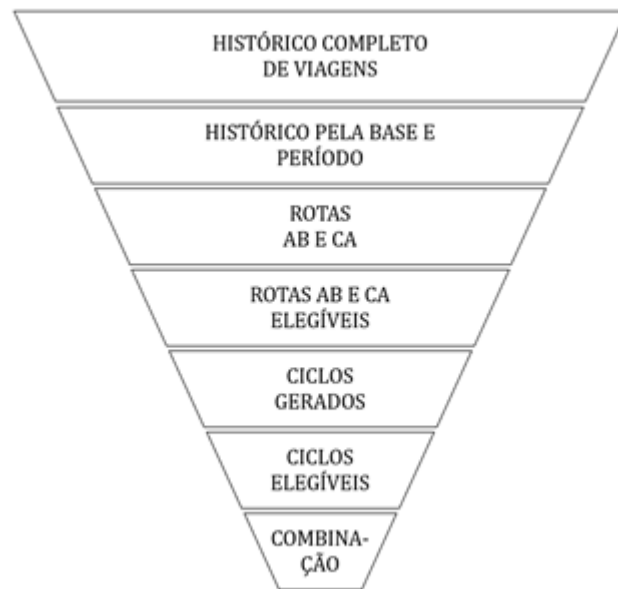 HISTÓRICO COMPLETO
DE VIAGENS
HISTÓRICO PELA BASE E
PERÍODO
ROTAS
AB E CA
ROTAS AB E CA
ELEGÍVEIS
CICLOS
GERADOS
CICLOS
ELEGÍVEIS
COMBINA-
ÇÃO